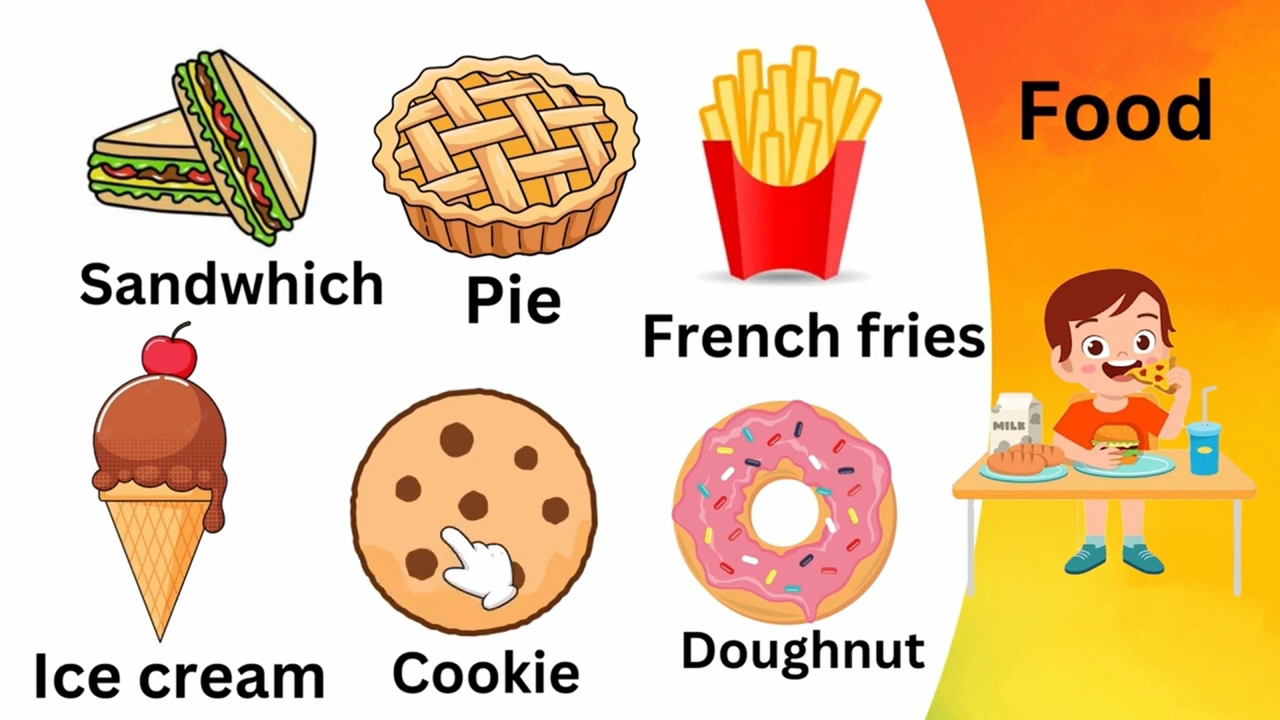 Food
Sandwhich
Pie
French fries
MILK
Ice cream
Cookie
Doughnut